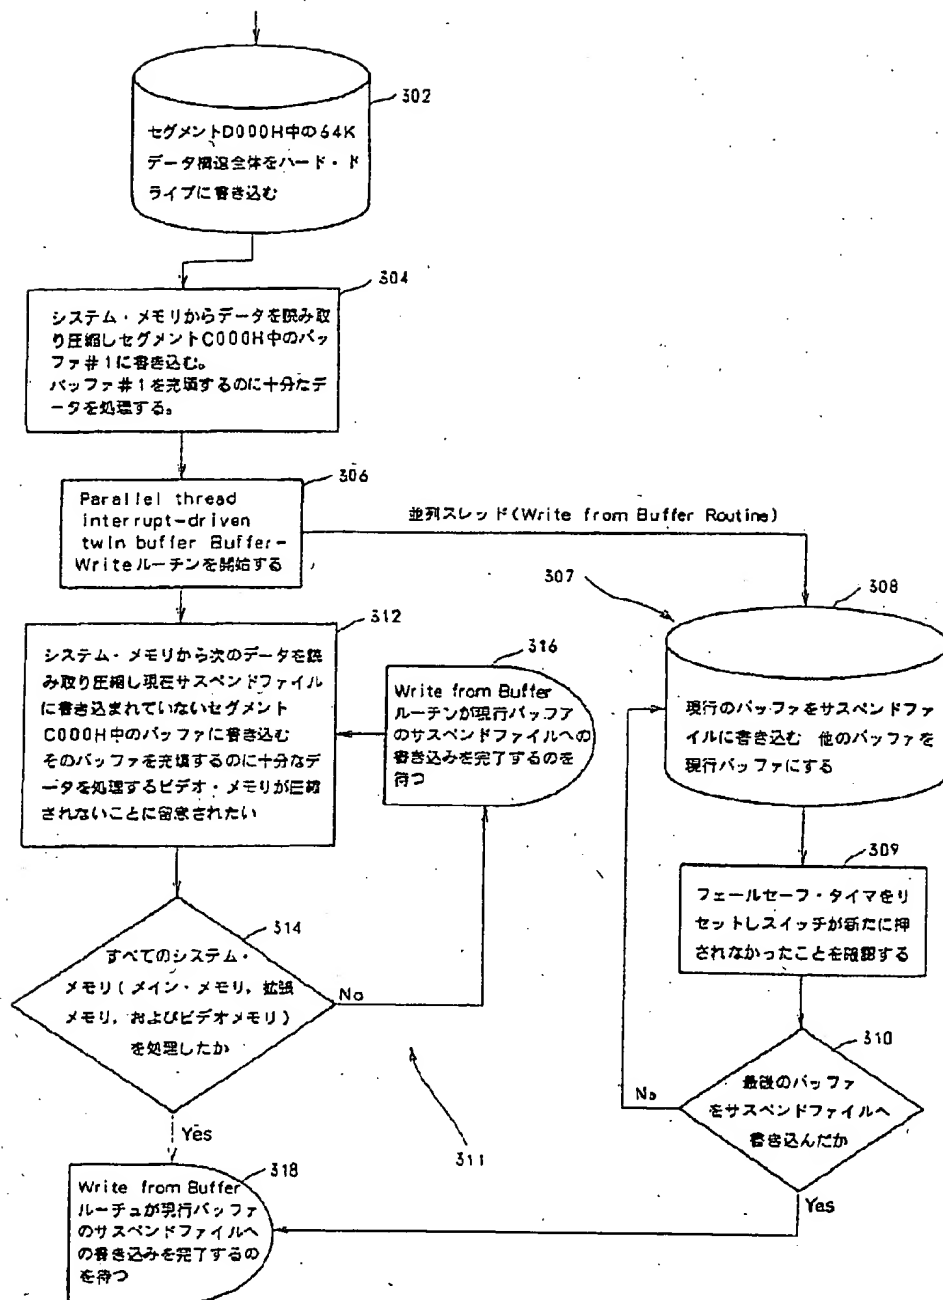 302
セグメントD000H中の64K
データ構造全体をハード・ド
ライブに書き込む
304
システム・メモリからデータを読み取
り圧縮しセグメントC000H中のバッ
ファ#1に書き込む。
バッファ#1を充填するのに十分なデ
ータを処理する。
306
Parallel thread
interrupt-driven
twin buffer Buffer-
Writeルーチンを開始する
並列スレッド(Write from Buffer Routine)
307
308
現行のバッファをサスペンドファ
イルに書き込む 他のバッファを
現行バッファにする
312
システム・メモリから次のデータを読
み取り圧縮し現在サスペンドファイル
に書き込まれていないセグメント
C000H中のバッファに書き込む
そのバッファを充填するのに十分なデ
ータを処理するビデオ・メモリが圧縮
されないことに留意されたい
316
Write from Buffer
ルーチンが現行バッファ
のサスペンドファイルへの
書き込みを完了するのを
待つ
309
フェールセーフ・タイマをリ
セットしスイッチが新たに押
されなかったことを確認する
314
すべてのシステム・
メモリ(メイン・メモリ,拡張
メモリ,およびビデオメモリ)
を処理したか
No
Yes
310
最後のバッファ
をサスペンドファイルへ
書き込んだか
No
Yes
311
318
Write from Buffer
ルーチュが現行バッファ
のサスペンドファイルへ
の書き込みを完了するの
を待つ